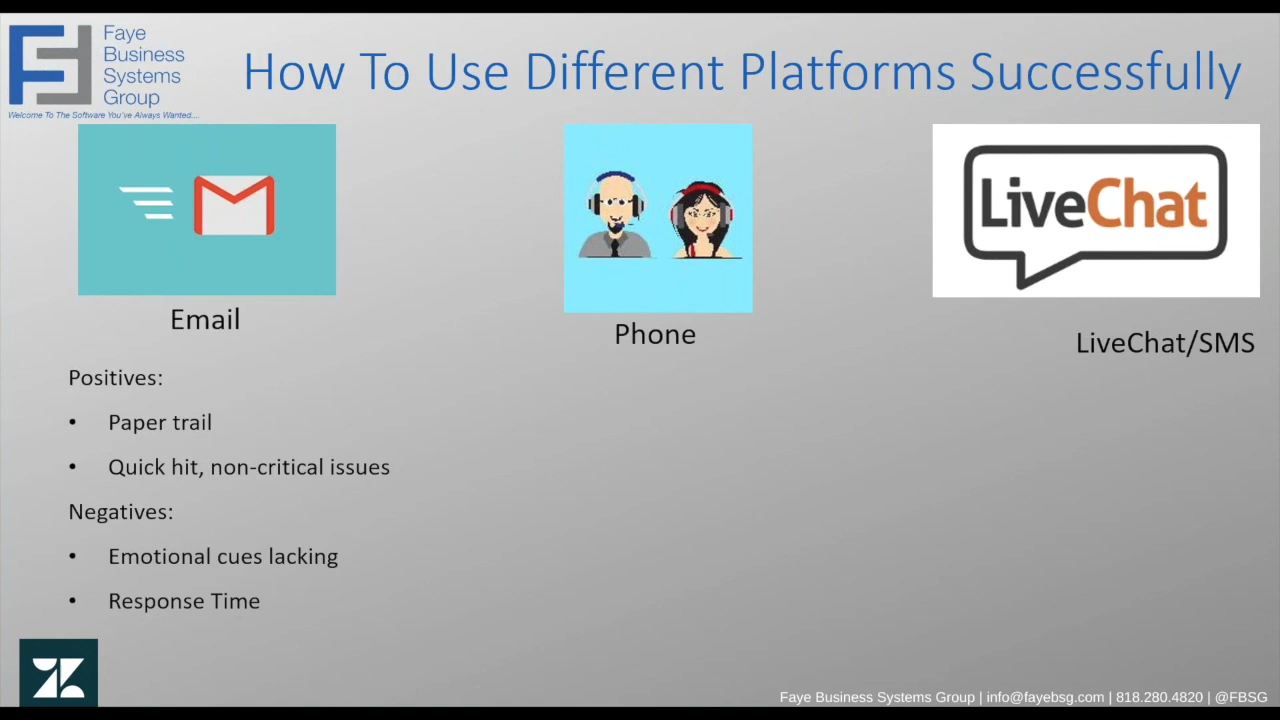 Faye
Business
Systems
Group
Welcome To The Software You've Always Wanted....
How To Use Different Platforms Successfully
LiveChat
Email
Phone
LiveChat/SMS
Positives:
• Paper trail
• Quick hit, non-critical issues
Negatives:
• Emotional cues lacking
• Response Time
Faye Business Systems Group | info@fayebsg.com | 818.280.4820 | @FBSG